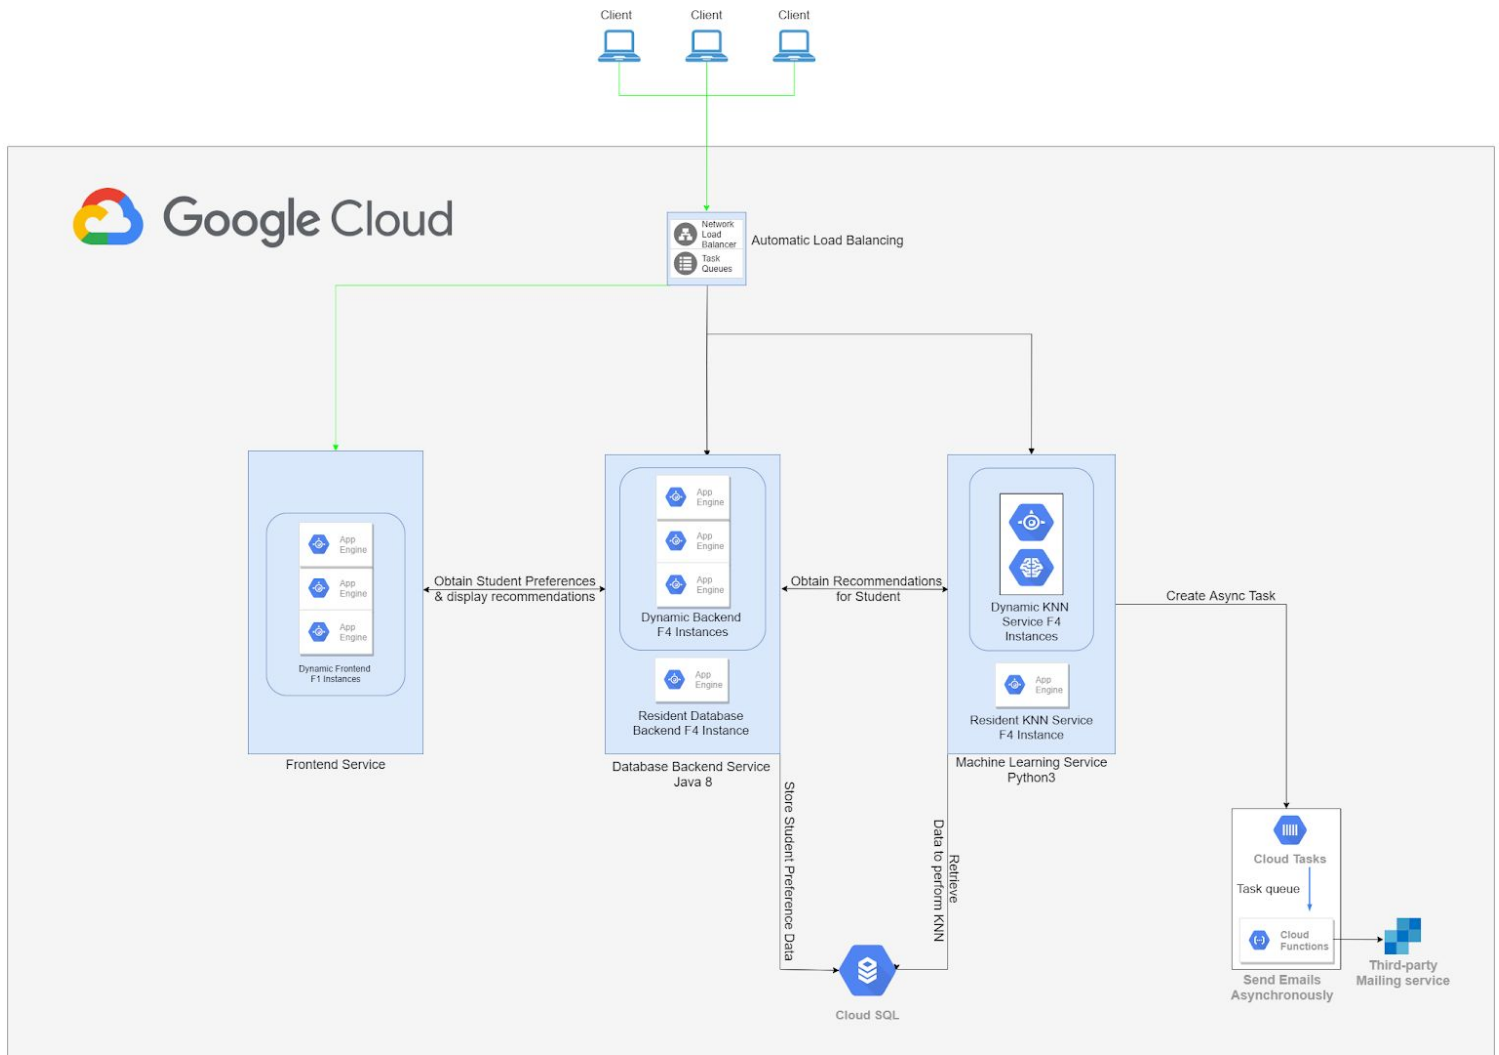 Client
Client
Client
Google Cloud
Network
Load
Balancer
Task
Queues
Automatic Load Balancing
App
Engine
App
Engine
App
Engine
Dynamic Frontend
F1 Instances
Frontend Service
Obtain Student Preferences
& display recommendations
App
Engine
App
Engine
App
Engine
Dynamic Backend
F4 Instances
App
Engine
Resident Database
Backend F4 Instance
Database Backend Service
Java 8
Obtain Recommendations
for Student
Dynamic KNN
Service F4
Instances
App
Engine
Resident KNN Service
F4 Instance
Machine Learning Service
Python3
Create Async Task
Store Student Preference Data
Retrieve
Data to perform KNN
Cloud SQL
Cloud Tasks
Task queue
Cloud
Functions
Send Emails
Asynchronously
Third-party
Mailing service